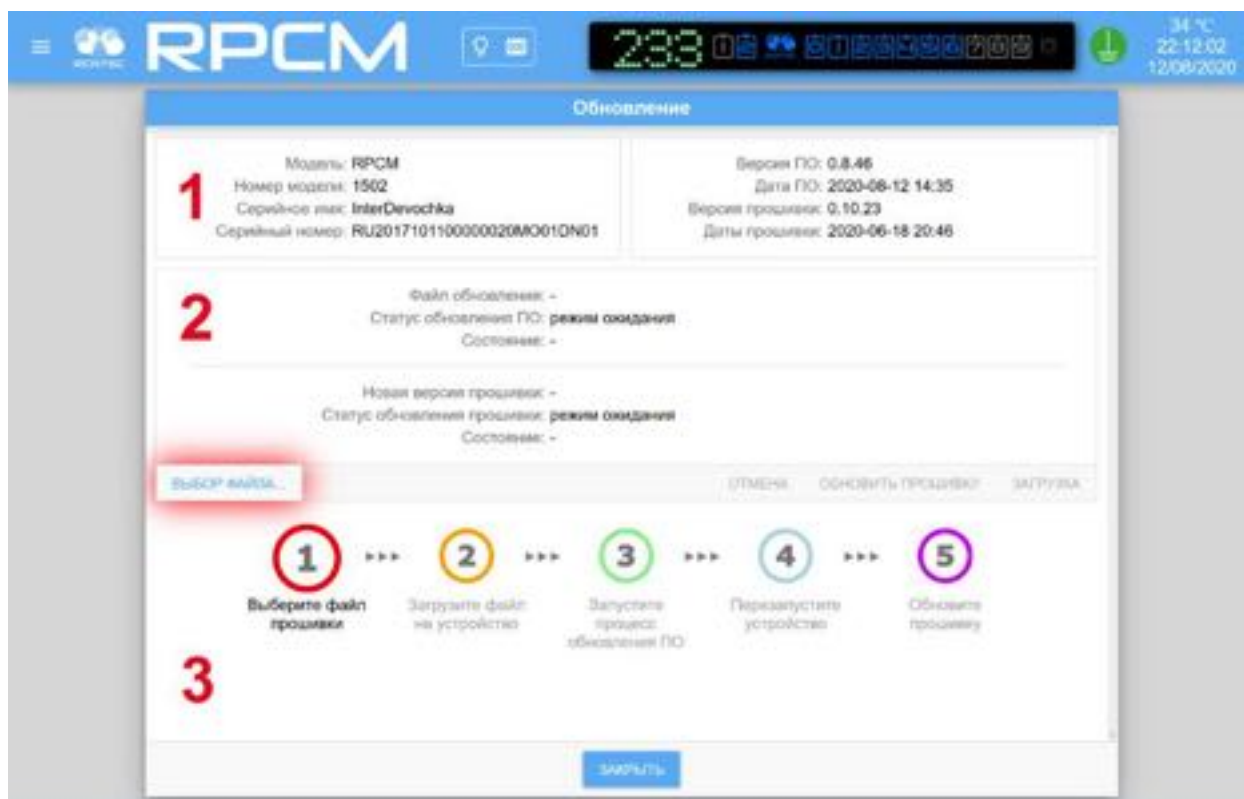 RPCM
233
34 °C
22:12:02
12/08/2020
Обновление
1
Модель: RPCM
Номер модели: 1502
Серийное имя: InterDevochka
Серийный номер: RU2017101100000020MO01DN01
Версия ПО: 0.8.46
Дата ПО: 2020-08-12 14:35
Версия прошивки: 0.10.23
Даты прошивки: 2020-06-18 20:46
2
Файл обновления: -
Статус обновления ПО: режим ожидания
Состояние: -
Новая версия прошивки: -
Статус обновления прошивки: режим ожидания
Состояние: -
ВЫБОР ФАЙЛА...
ОТМЕНА ОБНОВИТЬ ПРОШИВКУ ЗАГРУЗКА
1 2 3 4 5
Выберите файл прошивки
Загрузите файл на устройство
Запустите процесс обновления ПО
Перезапустите устройство
Обновите прошивку
3
ЗАКРЫТЬ